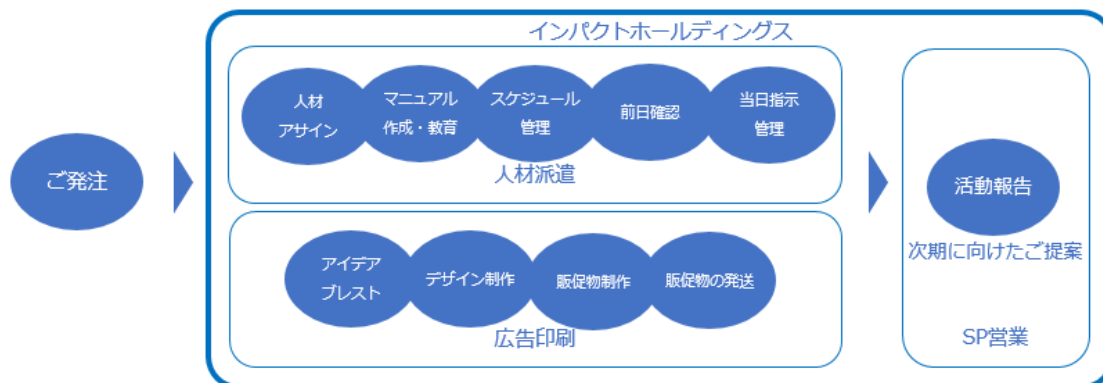 インパクトホールディングス
ご発注
人材
アサイン
マニュアル
作成・教育
スケジュール
管理
前日確認
当日指示
管理
人材派遣
アイデア
ブレスト
デザイン制作
販促物制作
販促物の発送
広告印刷
活動報告
次期に向けたご提案
SP営業